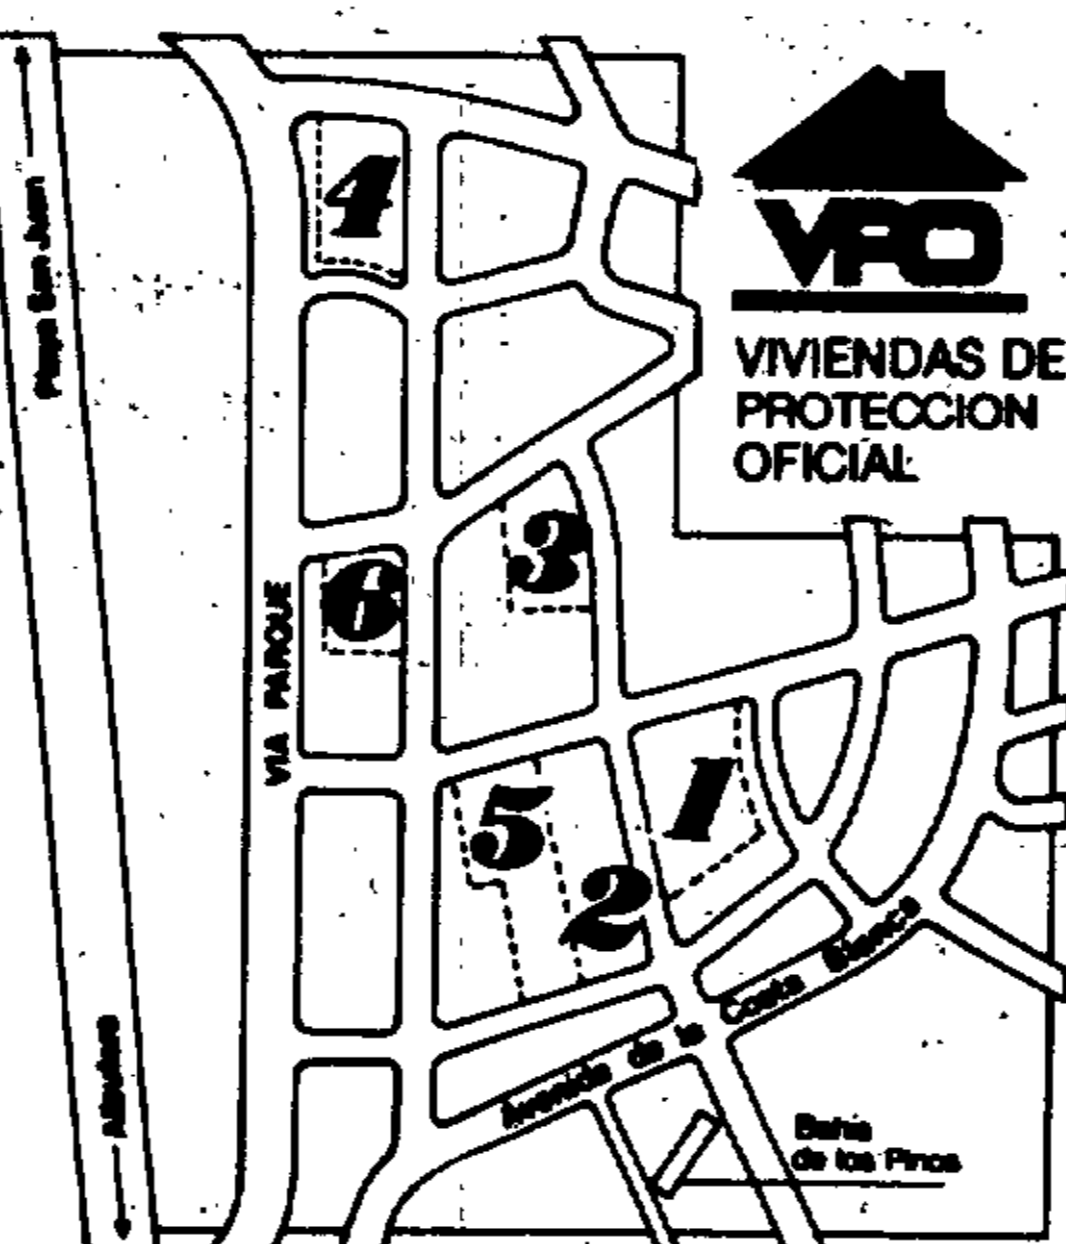 Playa San Juan
4
VPO
VIVIENDAS DE
PROTECCION
OFICIAL
3
6
VIA PARQUE
1
5
2
Avenida de la Costa Blanca
Albufera
Bahia
de los Pinos